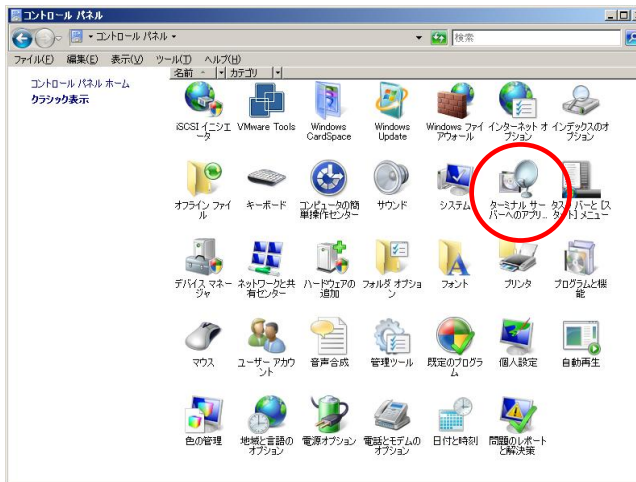 コントロール パネル
コントロール パネル
検索
ファイル(F) 編集(E) 表示(V) ツール(T) ヘルプ(H)
コントロール パネル ホーム
クラシック表示
名前 カテゴリ
iSCSI イニシエ
ータ
VMware Tools
Windows
CardSpace
Windows
Update
Windows ファイ
アウォール
インターネット オ
プション
インデックスのオ
プション
オフライン ファイ
ル
キーボード
コンピュータの簡
単操作センター
サウンド
システム
ターミナル サー
バーへのアプリ...
タスク バーと [ス
タート] メニュー
デバイス マネー
ジャ
ネットワークと共
有センター
ハードウェアの
追加
フォルダ オプショ
ン
フォント
プリンタ
プログラムと機
能
マウス
ユーザー アカウ
ント
音声合成
管理ツール
既定のプログラ
ム
個人設定
自動再生
色の管理
地域と言語の
オプション
電源オプション
電話とモデムの
オプション
日付と時刻
問題のレポート
と解決策